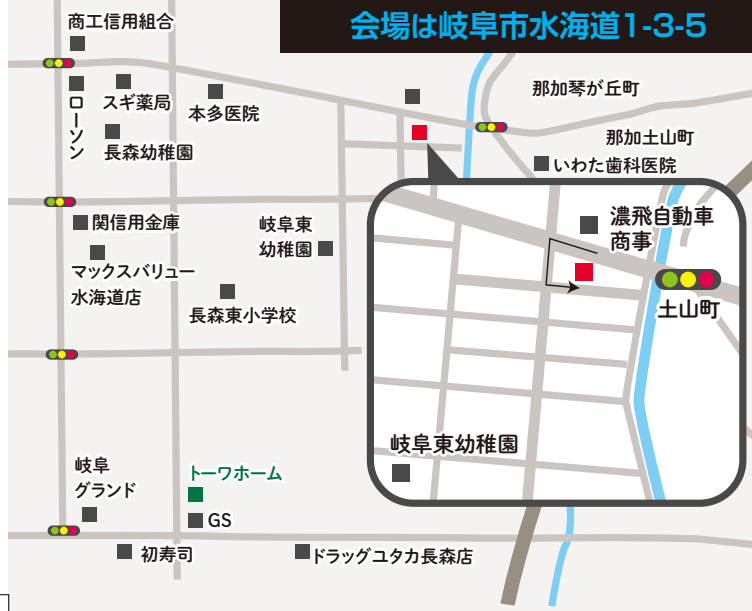 会場は岐阜市水海道1-3-5
商工信用組合
ローソン
スギ薬局
長森幼稚園
本多医院
那加琴が丘町
那加土山町
いわた歯科医院
関信用金庫
マックスバリュー
水海道店
岐阜東
幼稚園
長森東小学校
濃飛自動車
商事
土山町
岐阜東幼稚園
岐阜
グランド
トーワホーム
GS
初寿司
ドラッグユタカ長森店